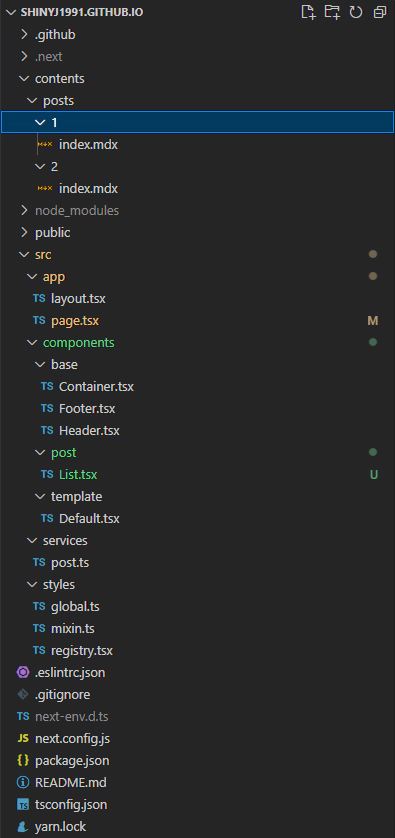 SHINYJ1991.GITHUB.IO
.github
.next
contents
posts
1
index.mdx
2
index.mdx
node_modules
public
src
app
TS layout.tsx
TS page.tsx M
components
base
TS Container.tsx
TS Footer.tsx
TS Header.tsx
post
TS List.tsx U
template
TS Default.tsx
services
TS post.ts
styles
TS global.ts
TS mixin.ts
TS registry.tsx
.eslintrc.json
.gitignore
TS next-env.d.ts
JS next.config.js
{ } package.json
README.md
TS tsconfig.json
yarn.lock